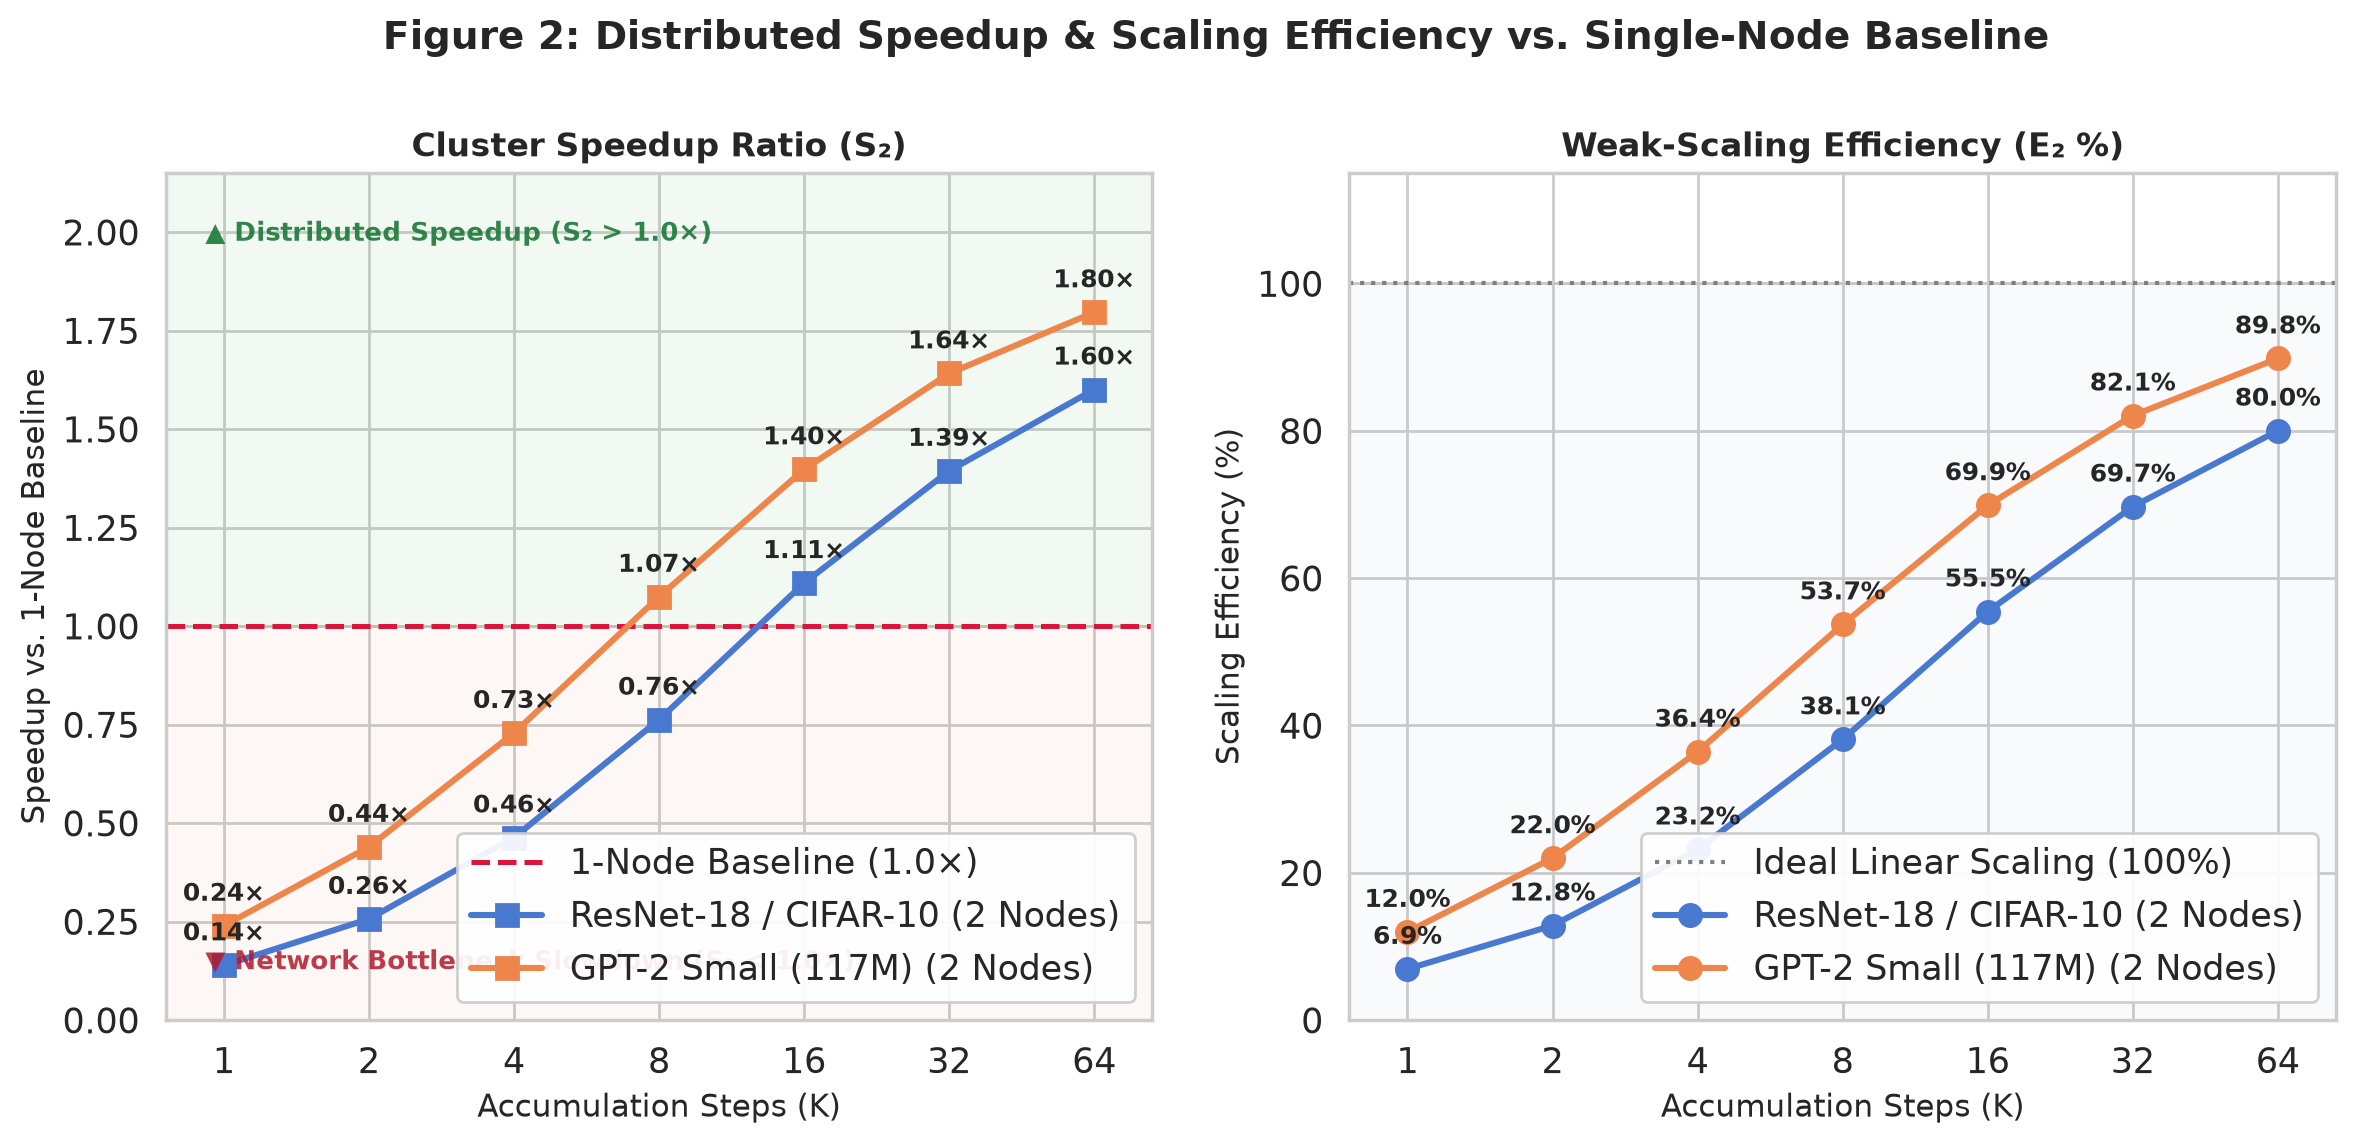 Figure 2: Distributed Speedup & Scaling Efficiency vs. Single-Node Baseline
Cluster Speedup Ratio (S₂)
Speedup vs. 1-Node Baseline
2.00
1.75
1.50
1.25
1.00
0.75
0.50
0.25
0.00
▲ Distributed Speedup (S₂ > 1.0×)
1.80×
1.64×
1.60×
1.40×
1.39×
1.07×
1.11×
0.73×
0.76×
0.44×
0.46×
0.24×
0.26×
0.14×
▼ Network Bottleneck Slowdown (S₂ < 1.0×)
1-Node Baseline (1.0×)
ResNet-18 / CIFAR-10 (2 Nodes)
GPT-2 Small (117M) (2 Nodes)
1 2 4 8 16 32 64
Accumulation Steps (K)
Weak-Scaling Efficiency (E₂ %)
Scaling Efficiency (%)
100
80
60
40
20
0
89.8%
82.1%
80.0%
69.9%
69.7%
53.7%
55.5%
36.4%
38.1%
22.0%
23.2%
12.0%
12.8%
6.9%
Ideal Linear Scaling (100%)
ResNet-18 / CIFAR-10 (2 Nodes)
GPT-2 Small (117M) (2 Nodes)
1 2 4 8 16 32 64
Accumulation Steps (K)